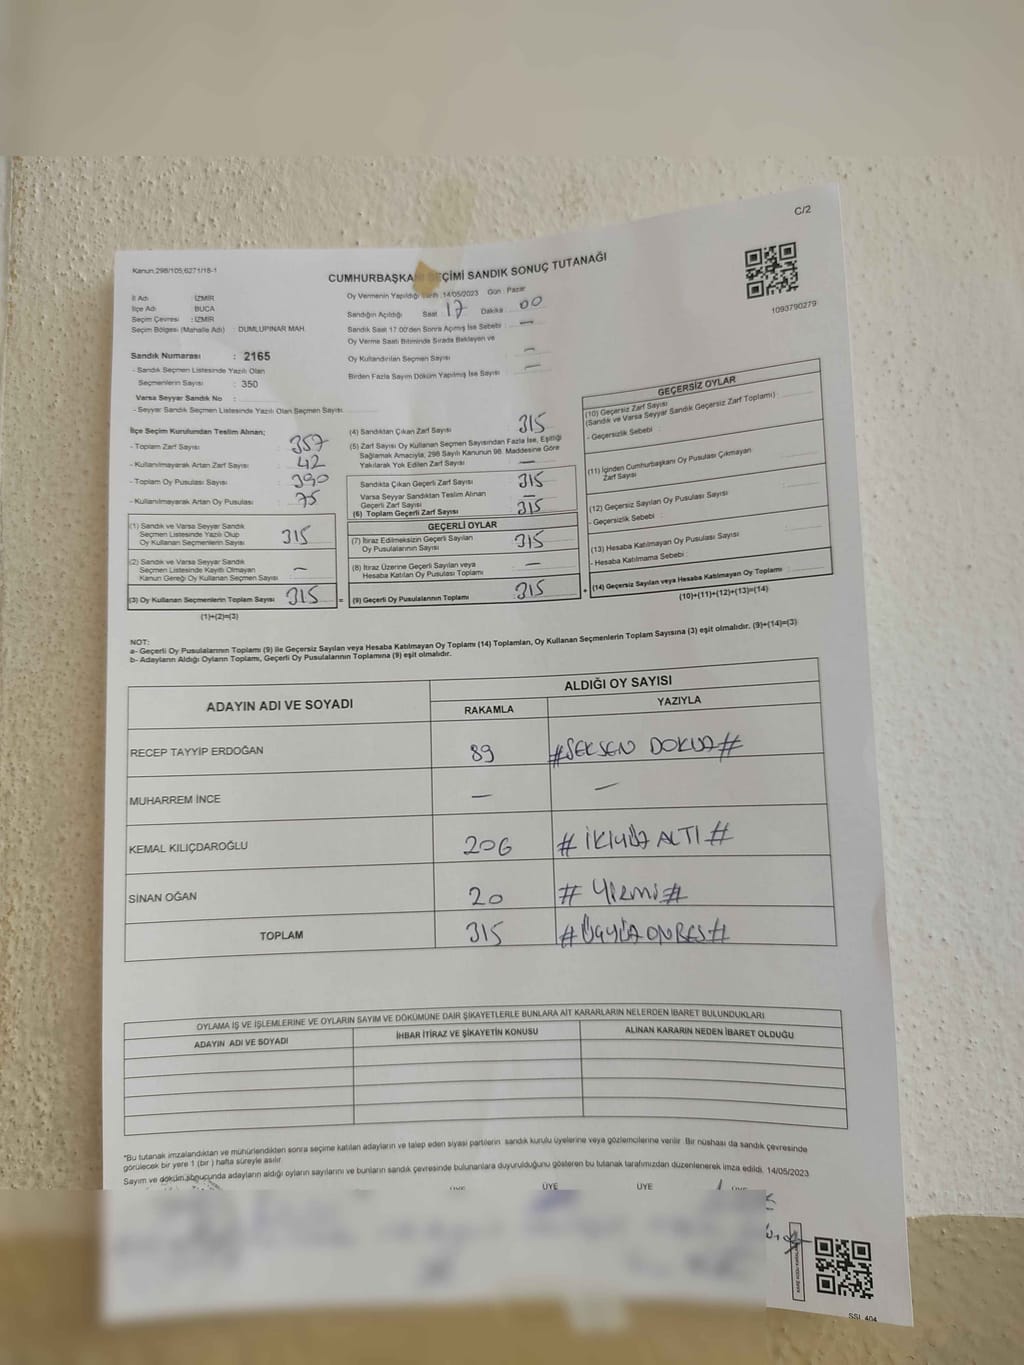 C/2
Kanun:298/105;6271/18-1
CUMHURBAŞKANI SEÇİMİ SANDIK SONUÇ TUTANAĞI
1093790279
İl Adı : İZMİR
İlçe Adı : BUCA
Seçim Çevresi : İZMİR
Seçim Bölgesi (Mahalle Adı) : DUMLUPINAR MAH.
Oy Vermenin Yapıldığı Tarih :14/05/2023 Gün : Pazar
Sandığın Açıldığı Saat 17 Dakika 00
Sandık Saat 17:00'den Sonra Açımış İse Sebebi : —
Oy Verme Saati Bitiminde Sırada Bekleyen ve
Oy Kullandırılan Seçmen Sayısı —
Birden Fazla Sayım Döküm Yapılmış İse Sayısı : —
Sandık Numarası : 2165
- Sandık Seçmen Listesinde Yazılı Olan
Seçmenlerin Sayısı : 350
Varsa Seyyar Sandık No :
- Seyyar Sandık Seçmen Listesinde Yazılı Olan Seçmen Sayısı
İlçe Seçim Kurulundan Teslim Alınan;
- Toplam Zarf Sayısı : 357
- Kullanılmayarak Artan Zarf Sayısı : 42
- Toplam Oy Pusulası Sayısı : 390
- Kullanılmayarak Artan Oy Pusulası : 75
(1) Sandık ve Varsa Seyyar Sandık
Seçmen Listesinde Yazılı Olup
Oy Kullanan Seçmenlerin Sayısı 315
(2) Sandık ve Varsa Seyyar Sandık
Seçmen Listesinde Kayıtlı Olmayan
Kanun Gereği Oy Kullanan Seçmen Sayısı : —
(3) Oy Kullanan Seçmenlerin Toplam Sayısı 315 =
(1)+(2)=(3)
(4) Sandıktan Çıkan Zarf Sayısı : 315
(5) Zarf Sayısı Oy Kullanan Seçmen Sayısından Fazla İse, Eşitliği
Sağlamak Amacıyla, 298 Sayılı Kanunun 98. Maddesine Göre
Yakılarak Yok Edilen Zarf Sayısı : —
Sandıkta Çıkan Geçerli Zarf Sayısı : 315
Varsa Seyyar Sandıktan Teslim Alınan
Geçerli Zarf Sayısı : —
(6) Toplam Geçerli Zarf Sayısı : 315
GEÇERLİ OYLAR
(7) İtiraz Edilmeksizin Geçerli Sayılan
Oy Pusulalarının Sayısı : 315
(8) İtiraz Üzerine Geçerli Sayılan veya
Hesaba Katılan Oy Pusulası Toplamı : —
(9) Geçerli Oy Pusulalarının Toplamı : 315 +
GEÇERSİZ OYLAR
(10) Geçersiz Zarf Sayısı
(Sandık ve Varsa Seyyar Sandık Geçersiz Zarf Toplamı) :
- Geçersizlik Sebebi :
(11) İçinden Cumhurbaşkanı Oy Pusulası Çıkmayan
Zarf Sayısı :
(12) Geçersiz Sayılan Oy Pusulası Sayısı :
- Geçersizlik Sebebi :
(13) Hesaba Katılmayan Oy Pusulası Sayısı :
- Hesaba Katılmama Sebebi :
(14) Geçersiz Sayılan veya Hesaba Katılmayan Oy Toplamı :
(10)+(11)+(12)+(13)=(14)
NOT:
a- Geçerli Oy Pusulalarının Toplamı (9) ile Geçersiz Sayılan veya Hesaba Katılmayan Oy Toplamı (14) Toplamları, Oy Kullanan Seçmenlerin Toplam Sayısına (3) eşit olmalıdır. (9)+(14)=(3)
b- Adayların Aldığı Oyların Toplamı, Geçerli Oy Pusulalarının Toplamına (9) eşit olmalıdır.
ADAYIN ADI VE SOYADI ALDIĞI OY SAYISI
RAKAMLA YAZIYLA
RECEP TAYYİP ERDOĞAN 89 #SEKSEN DOKUZ#
MUHARREM İNCE — —
KEMAL KILIÇDAROĞLU 206 # İKİYÜZ ALTI #
SİNAN OĞAN 20 # YİRMİ #
TOPLAM 315 #ÜÇYÜZ ONBEŞ#
OYLAMA İŞ VE İŞLEMLERİNE VE OYLARIN SAYIM VE DÖKÜMÜNE DAİR ŞİKAYETLERLE BUNLARA AİT KARARLARIN NELERDEN İBARET BULUNDUKLARI
ADAYIN ADI VE SOYADI İHBAR İTİRAZ VE ŞİKAYETİN KONUSU ALINAN KARARIN NEDEN İBARET OLDUĞU
*Bu tutanak imzalandıktan ve mühürlendikten sonra seçime katılan adayların ve talep eden siyasi partilerin sandık kurulu üyelerine veya gözlemcilerine verilir. Bir nüshası da sandık çevresinde
görülecek bir yere 1 (bir) hafta süreyle asılır.
Sayım ve döküm sonucunda adayların aldığı oyların sayılarını ve bunların sandık çevresinde bulunanlara duyurulduğunu gösteren bu tutanak tarafımızdan düzenlenerek imza edildi. 14/05/2023
ÜYE ÜYE ÜYE ÜYE
SSİ_404